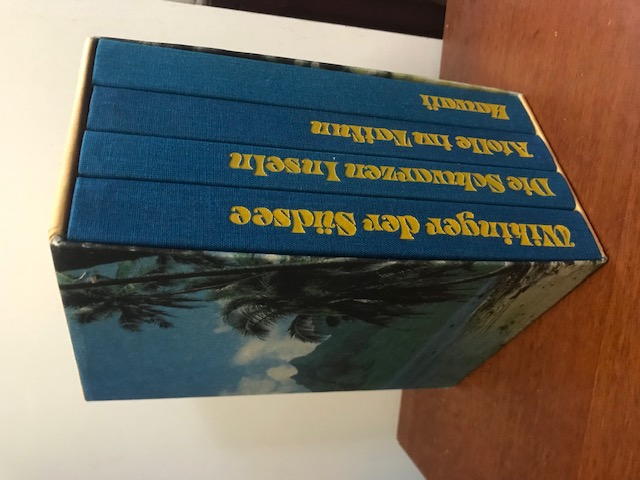 Wikinger der Südsee
Die Schwarzen Inseln
Atolle im Taifun
Hawaii